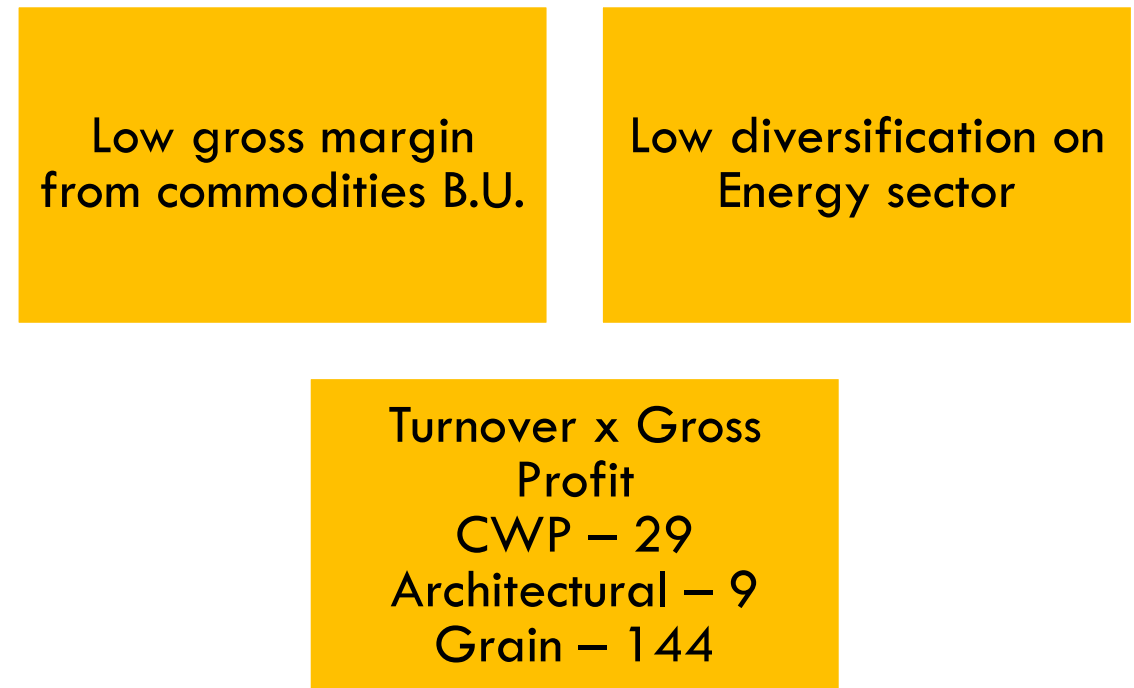 Low gross margin
from commodities B.U.
Low diversification on
Energy sector
Turnover x Gross
Profit
CWP – 29
Architectural – 9
Grain – 144